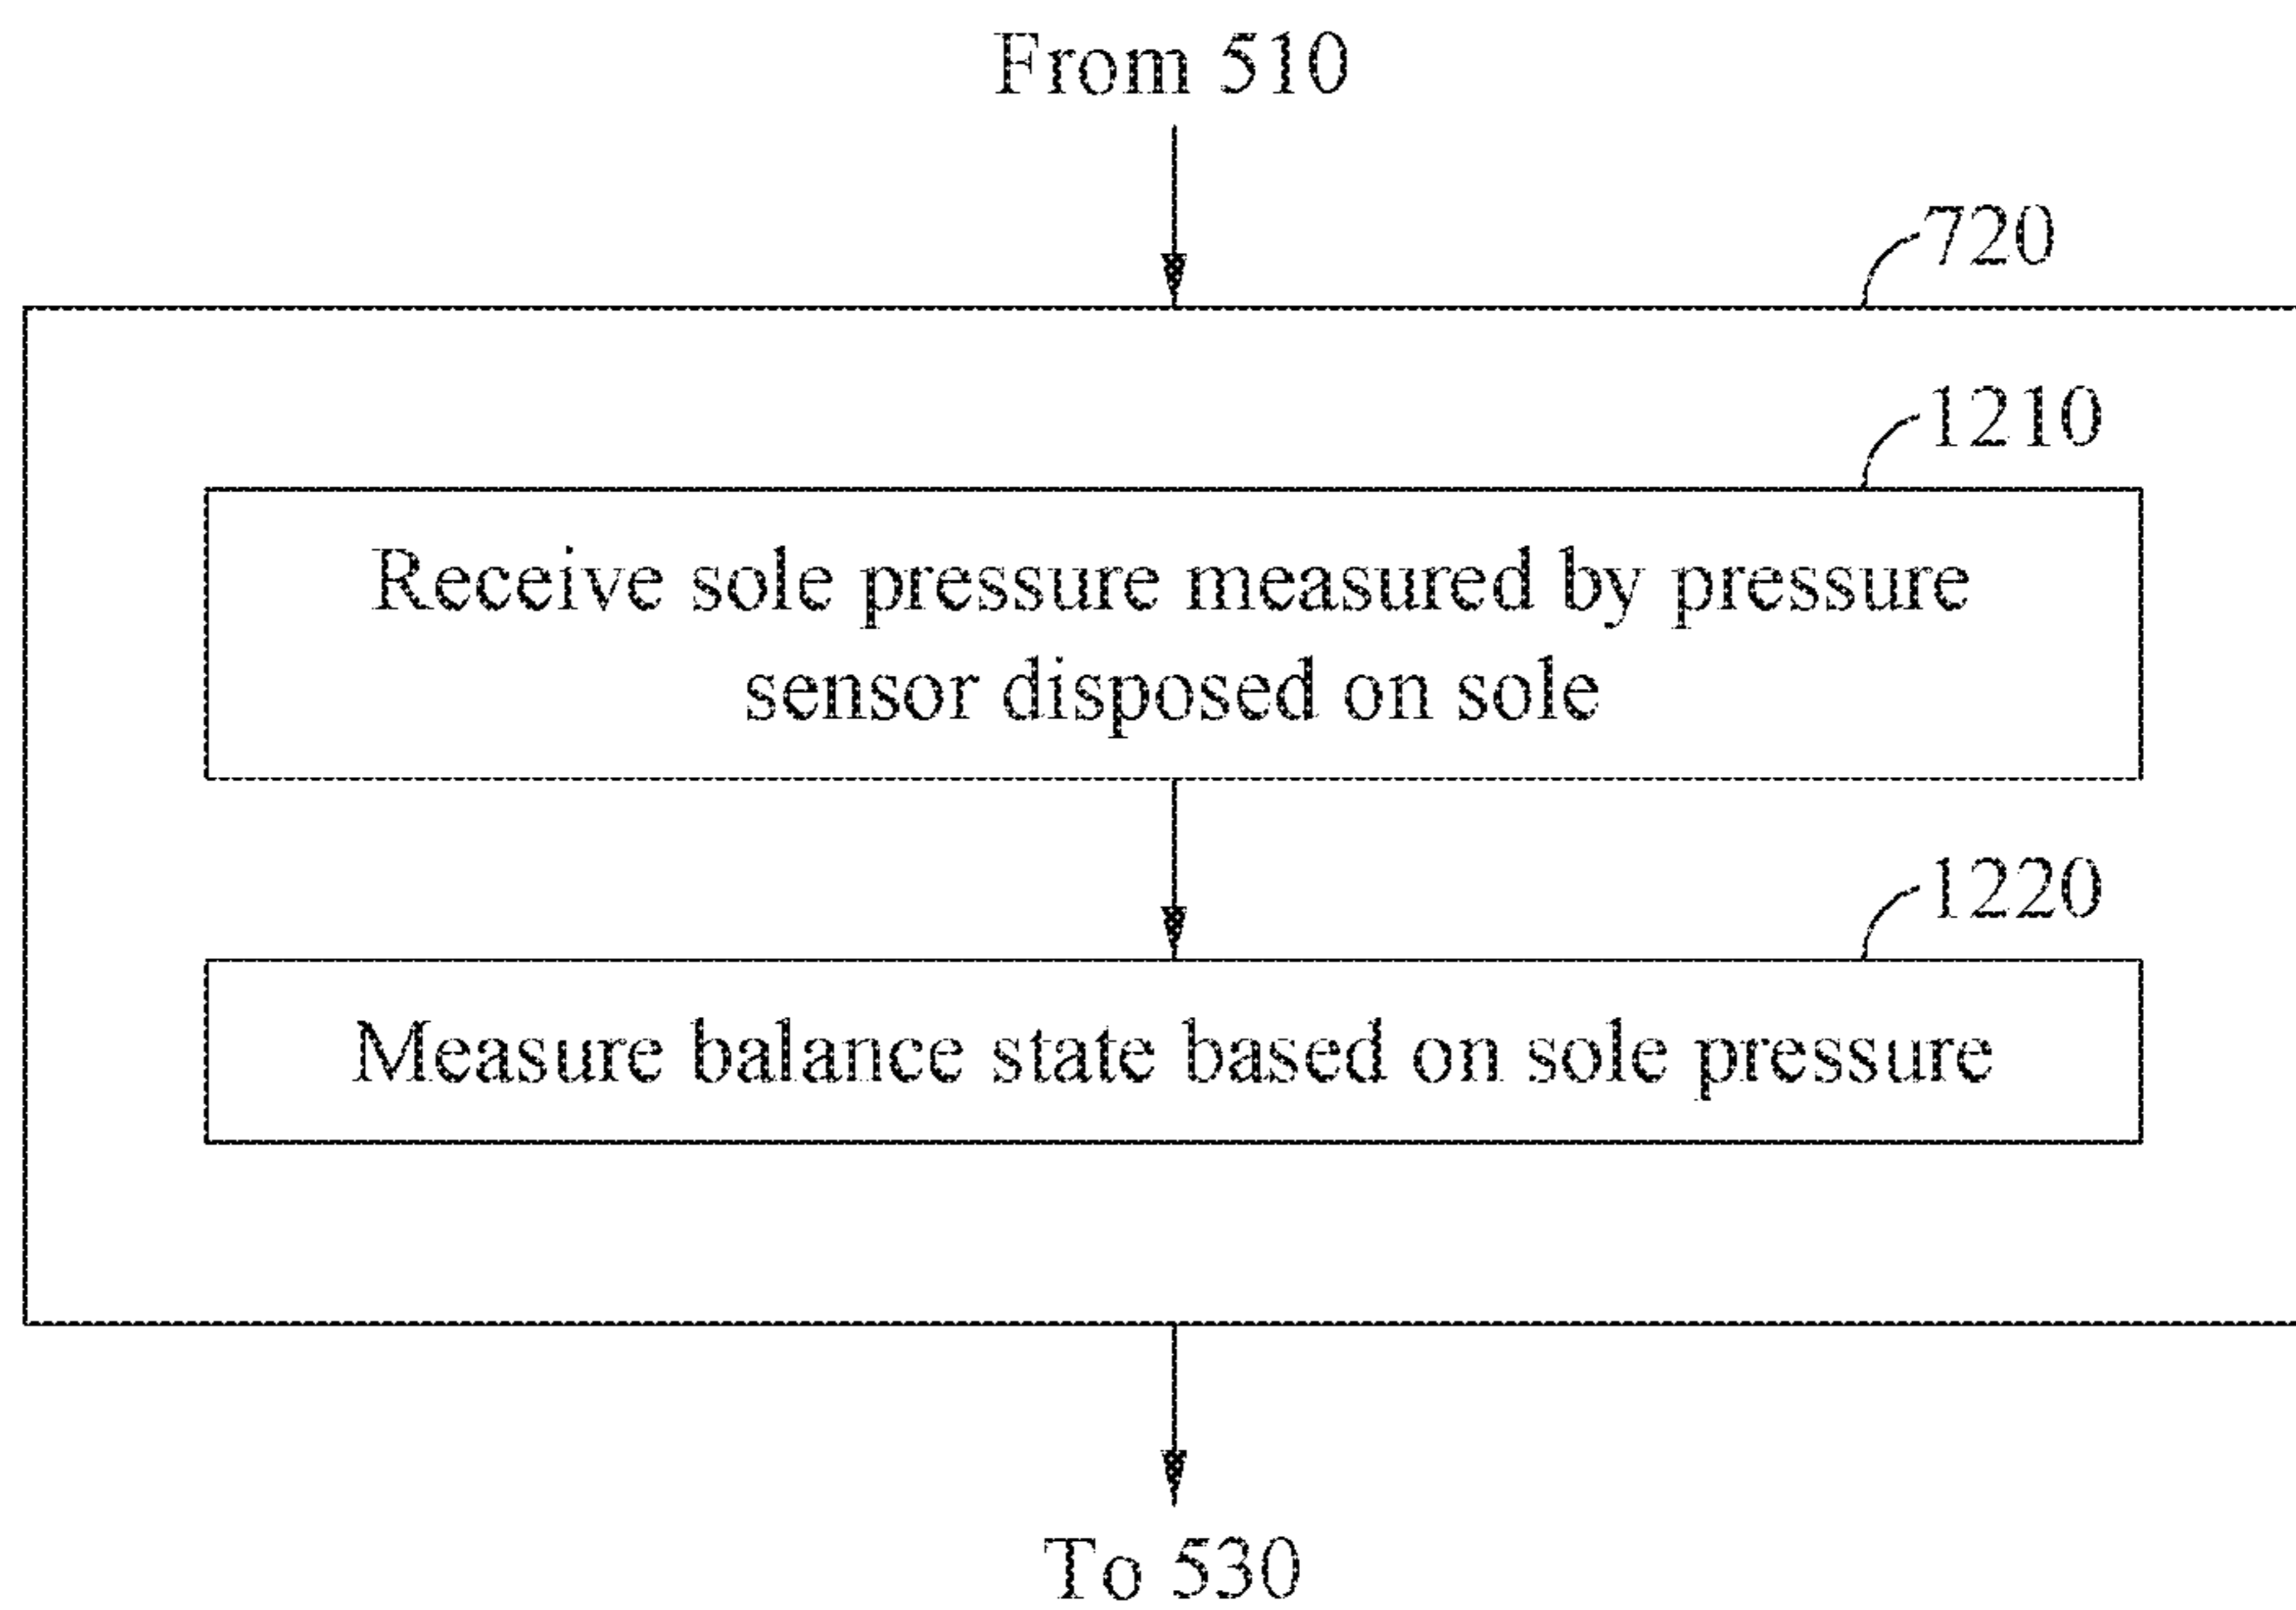 From 510
720
1210
Receive sole pressure measured by pressure
sensor disposed on sole
1220
Measure balance state based on sole pressure
To 530